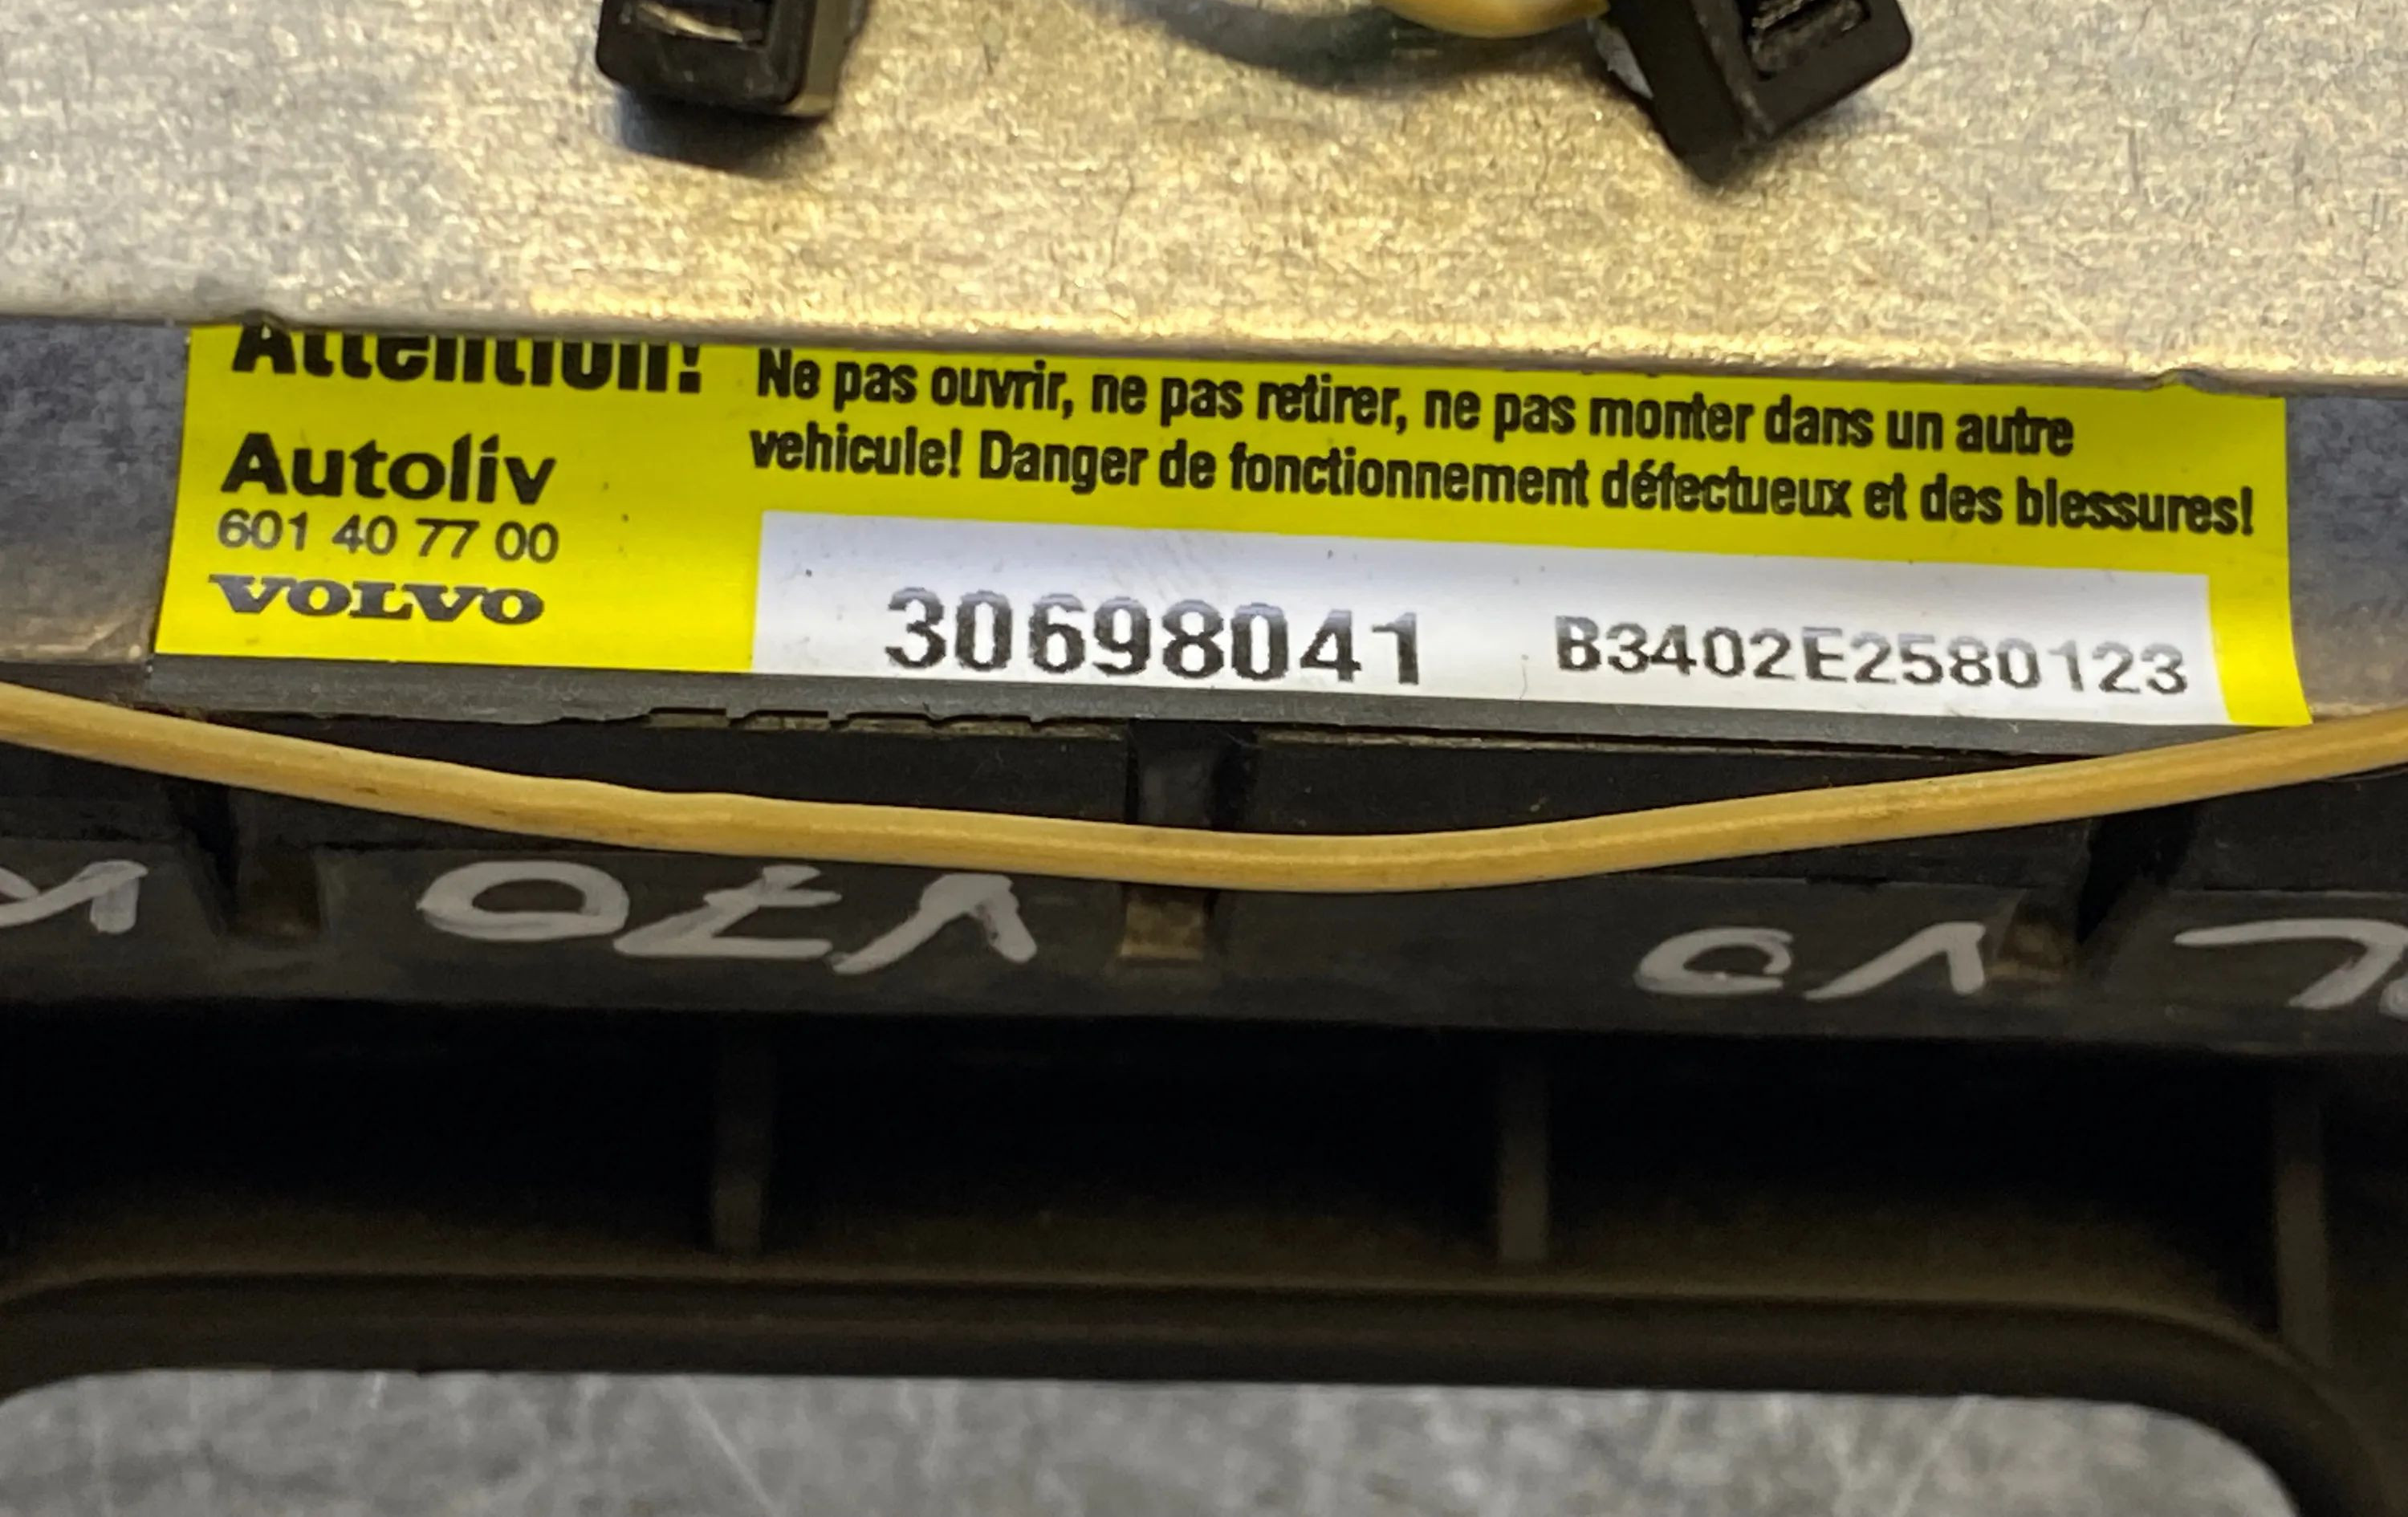 Attention!
Ne pas ouvrir, ne pas retirer, ne pas monter dans un autre
vehicule! Danger de fonctionnement défectueux et des blessures!
Autoliv
601 40 77 00
VOLVO
30698041 B3402E2580123
V70